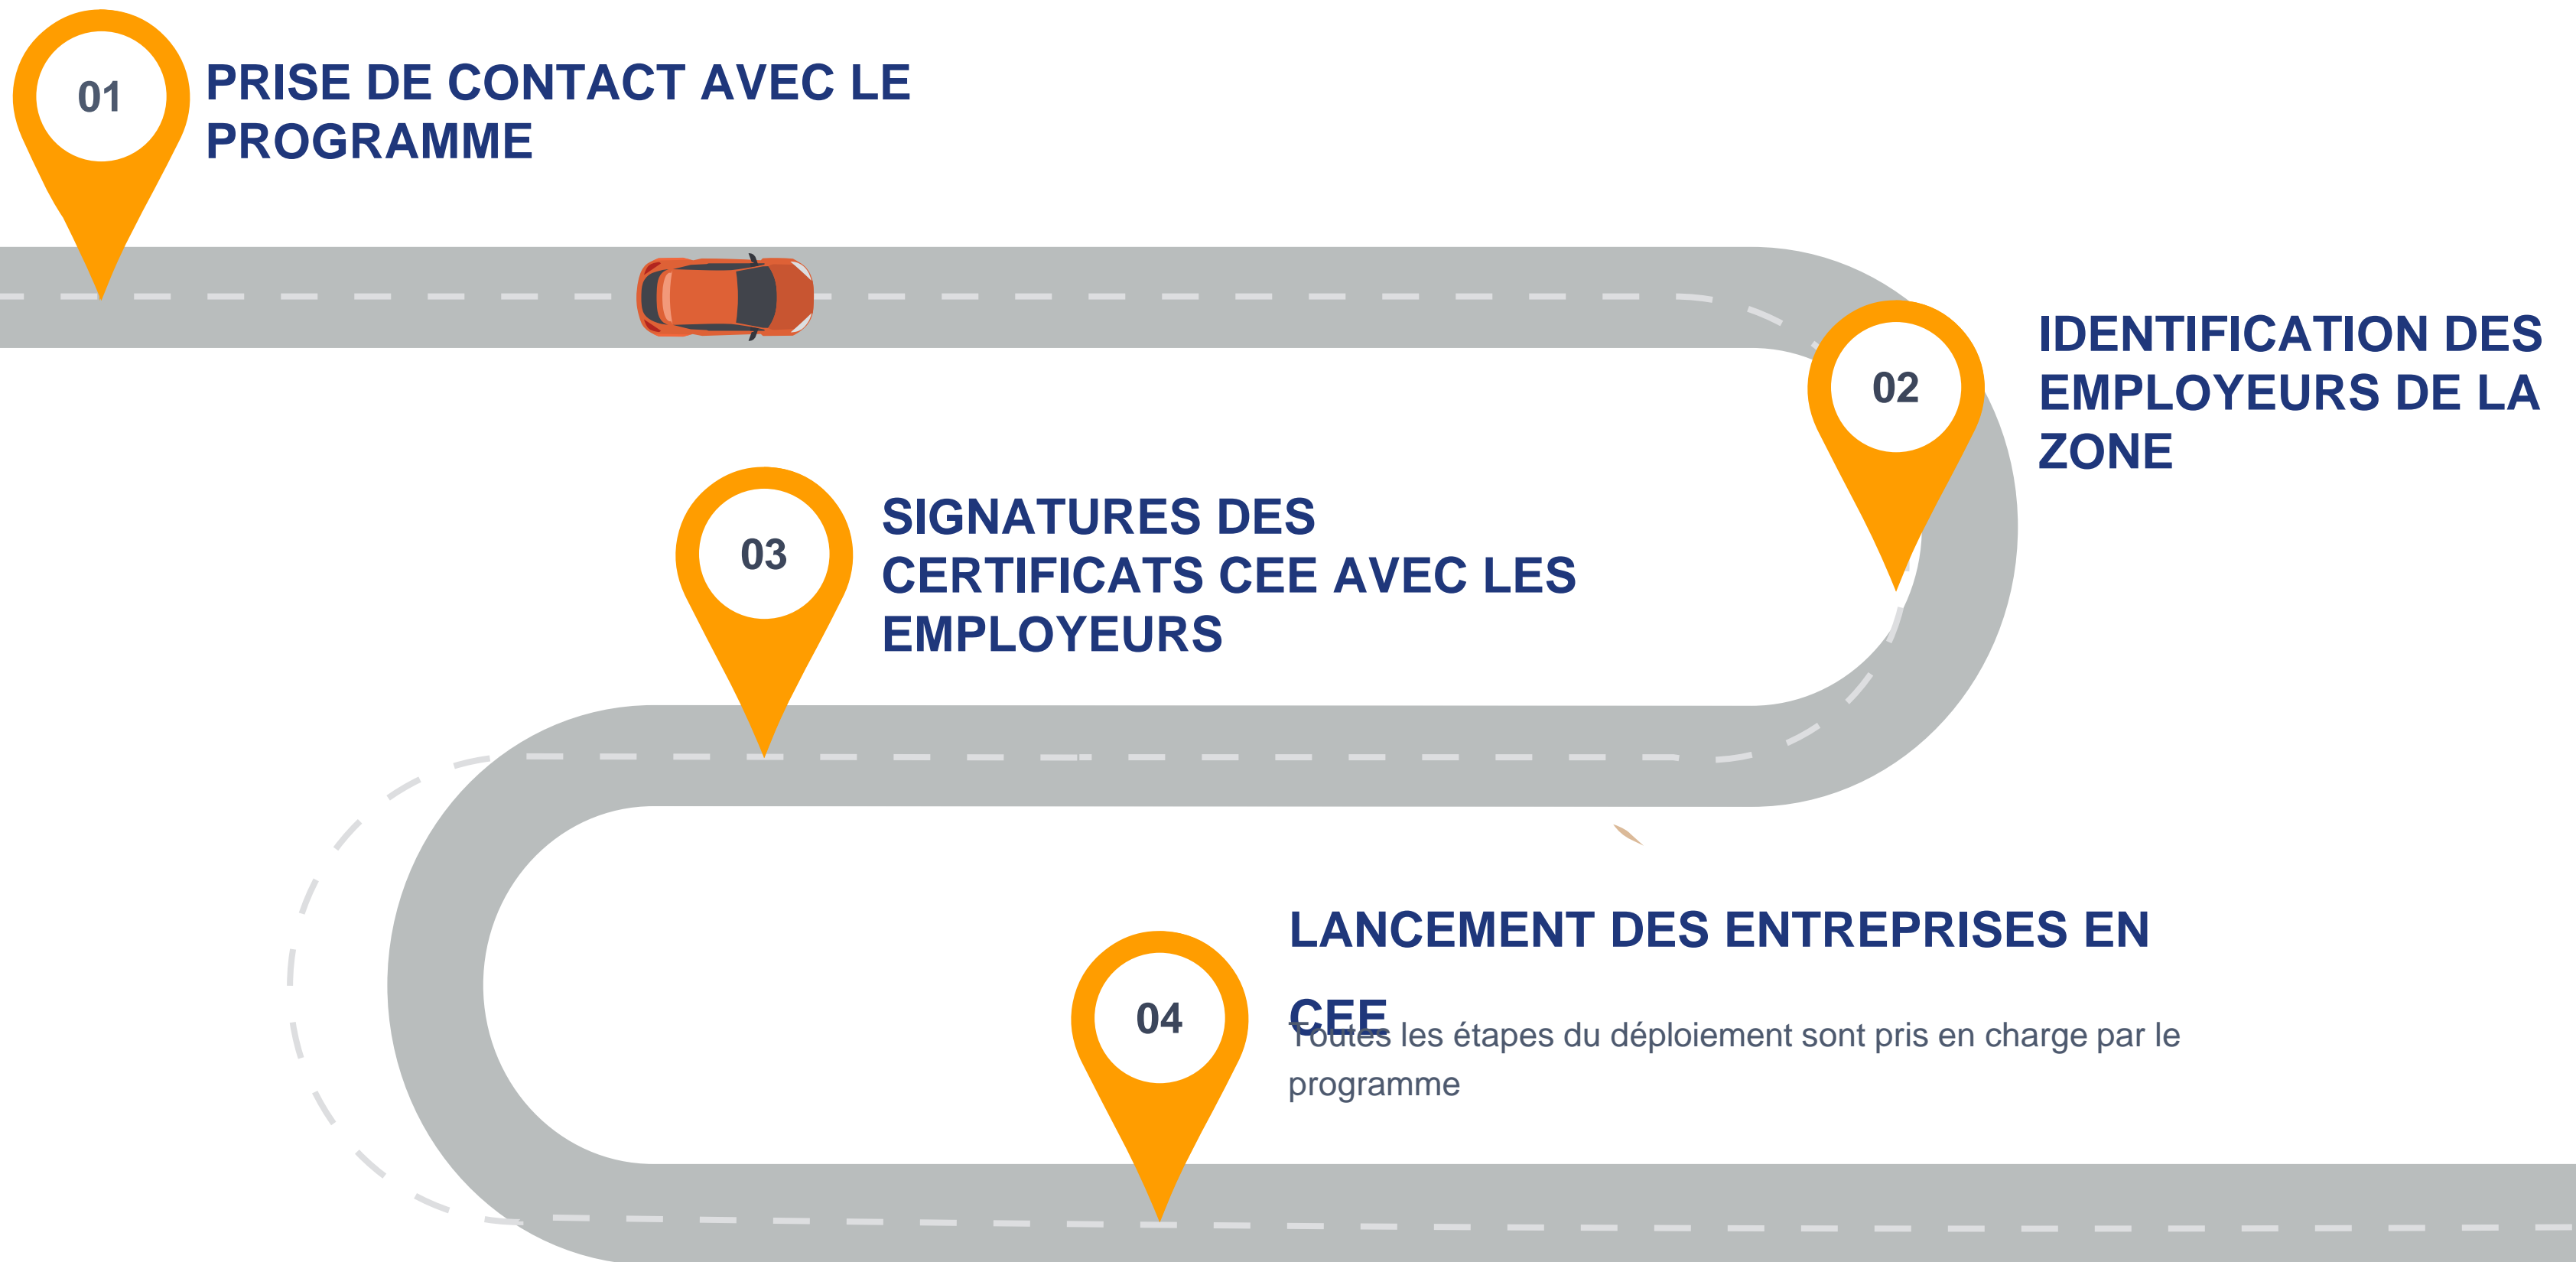 01
PRISE DE CONTACT AVEC LE
PROGRAMME
02
IDENTIFICATION DES
EMPLOYEURS DE LA
ZONE
03
SIGNATURES DES
CERTIFICATS CEE AVEC LES
EMPLOYEURS
04
LANCEMENT DES ENTREPRISES EN
CEE
Toutes les étapes du déploiement sont pris en charge par le
programme